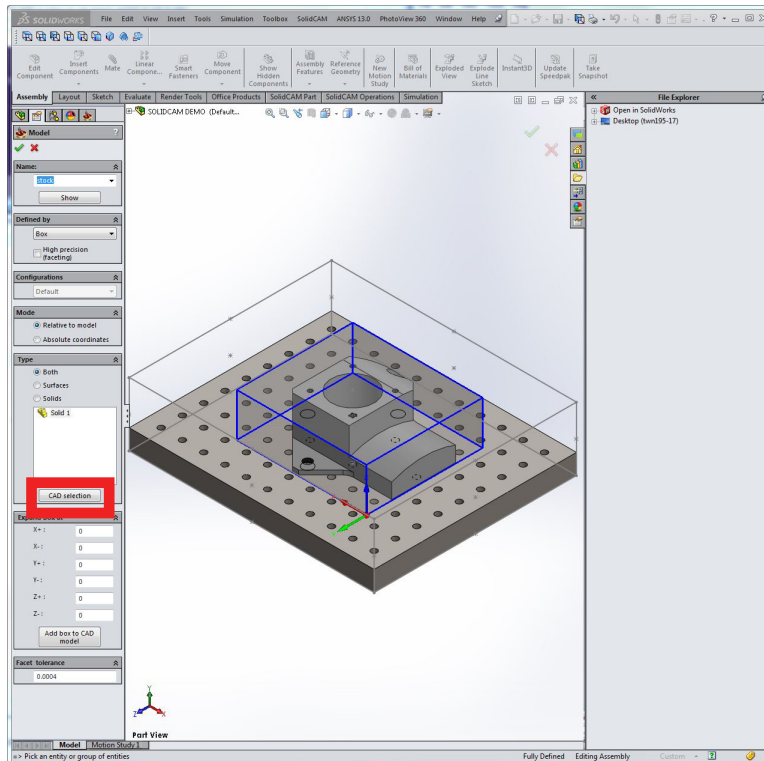 SOLIDWORKS File Edit View Insert Tools Simulation Toolbox SolidCAM ANSYS 13.0 PhotoView 360 Window Help
Edit Component
Insert Components
Mate
Linear Compone...
Smart Fasteners
Move Component
Show Hidden Components
Assembly Features
Reference Geometry
New Motion Study
Bill of Materials
Exploded View
Explode Line Sketch
Instant3D
Update Speedpak
Take Snapshot
Assembly Layout Sketch Evaluate Render Tools Office Products SolidCAM Part SolidCAM Operations Simulation
« File Explorer
SOLIDCAM DEMO (Default...
Open in SolidWorks
Desktop (twn195-17)
Model ?
Name:
stock
Show
Defined by
Box
High precision
(faceting)
Configurations
Default
Mode
Relative to model
Absolute coordinates
Type
Both
Surfaces
Solids
Solid 1
CAD selection
Expand box at
X+ : 0
X- : 0
Y+ : 0
Y- : 0
Z+ : 0
Z- : 0
Add box to CAD
model
Facet tolerance
0.0004
Y
Z X
Part View
Model Motion Study 1
=> Pick an entity or group of entities Fully Defined Editing Assembly Custom